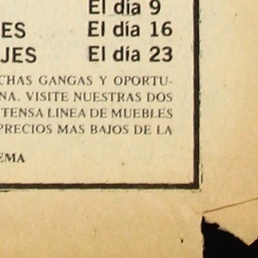 El día 9
ES El día 16
JES El día 23
CHAS GANGAS Y OPORTU-
NA. VISITE NUESTRAS DOS
TENSA LINEA DE MUEBLES
PRECIOS MAS BAJOS DE LA
EMA